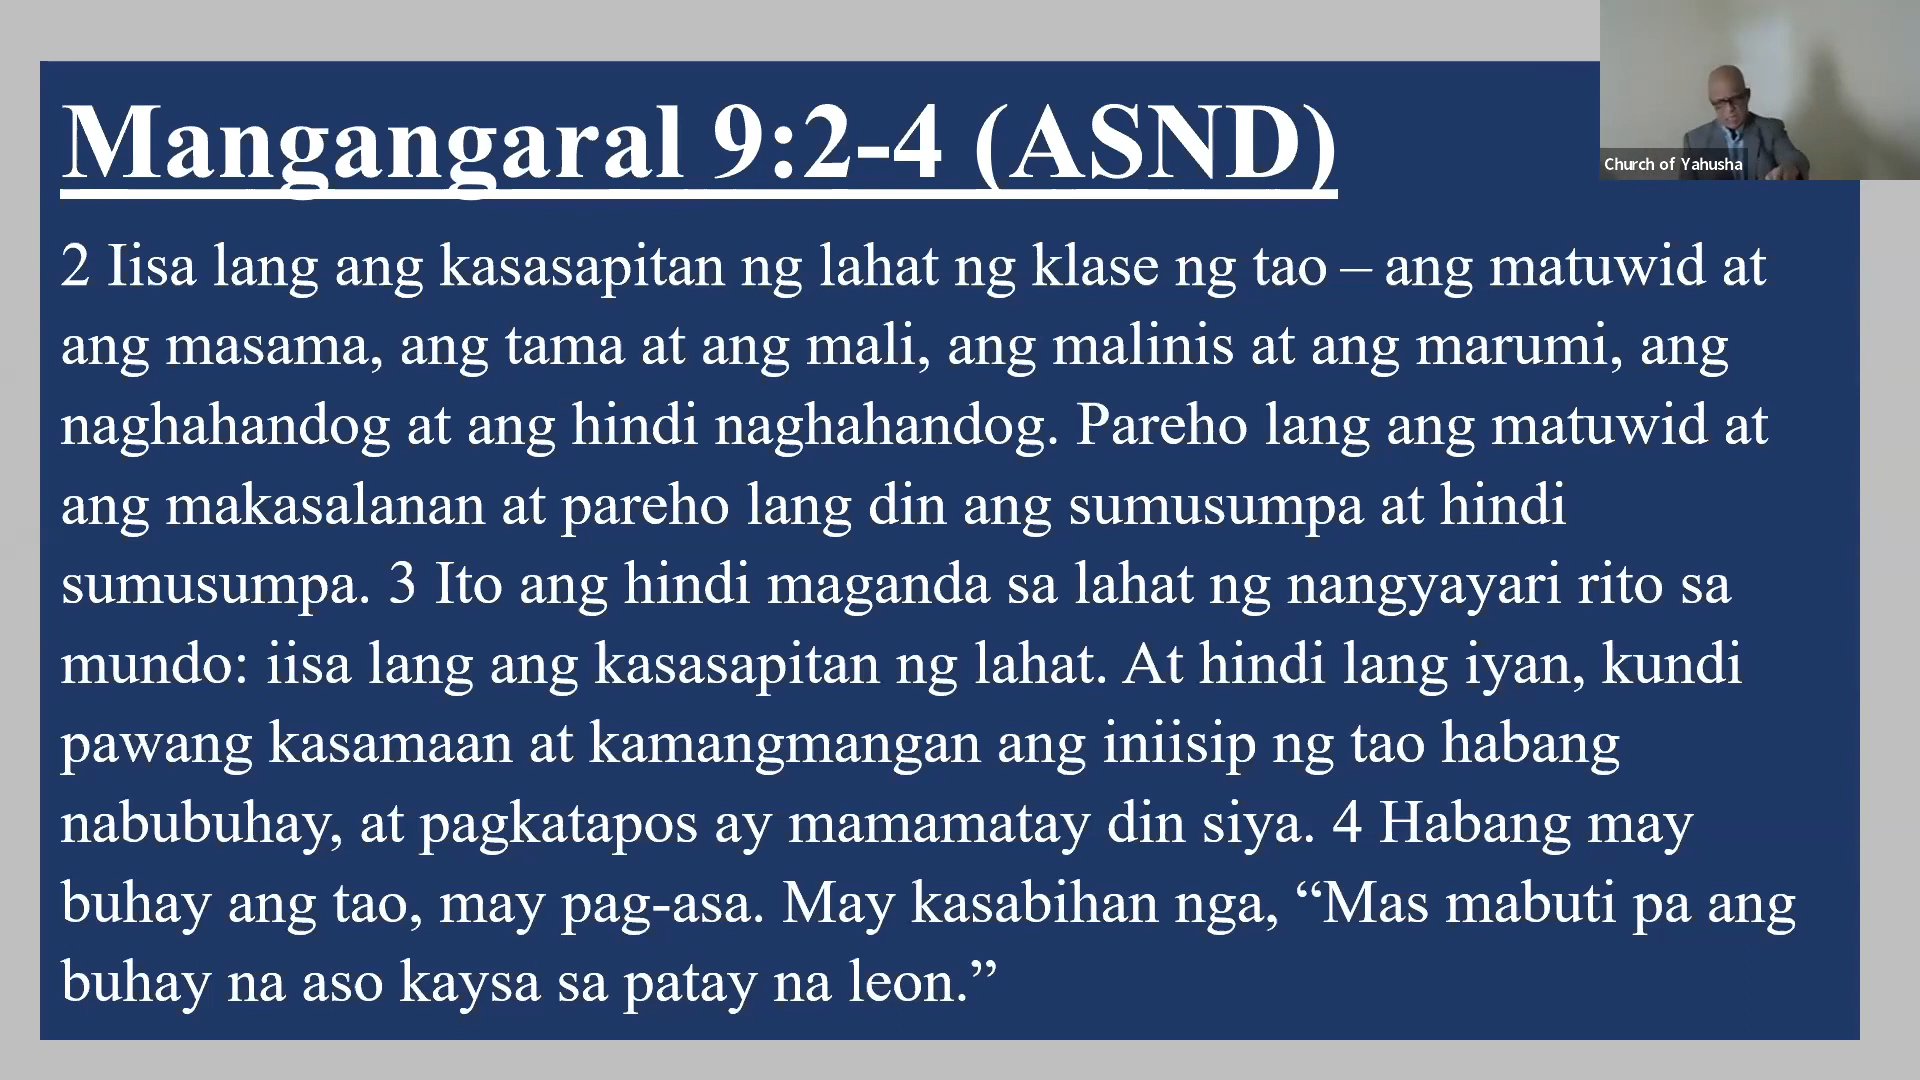 Mangangaral 9:2-4 (ASND)
Church of Yahusha
2 Iisa lang ang kasasapitan ng lahat ng klase ng tao – ang matuwid at
ang masama, ang tama at ang mali, ang malinis at ang marumi, ang
naghahandog at ang hindi naghahandog. Pareho lang ang matuwid at
ang makasalanan at pareho lang din ang sumusumpa at hindi
sumusumpa. 3 Ito ang hindi maganda sa lahat ng nangyayari rito sa
mundo: iisa lang ang kasasapitan ng lahat. At hindi lang iyan, kundi
pawang kasamaan at kamangmangan ang iniisip ng tao habang
nabubuhay, at pagkatapos ay mamamatay din siya. 4 Habang may
buhay ang tao, may pag-asa. May kasabihan nga, “Mas mabuti pa ang
buhay na aso kaysa sa patay na leon.”